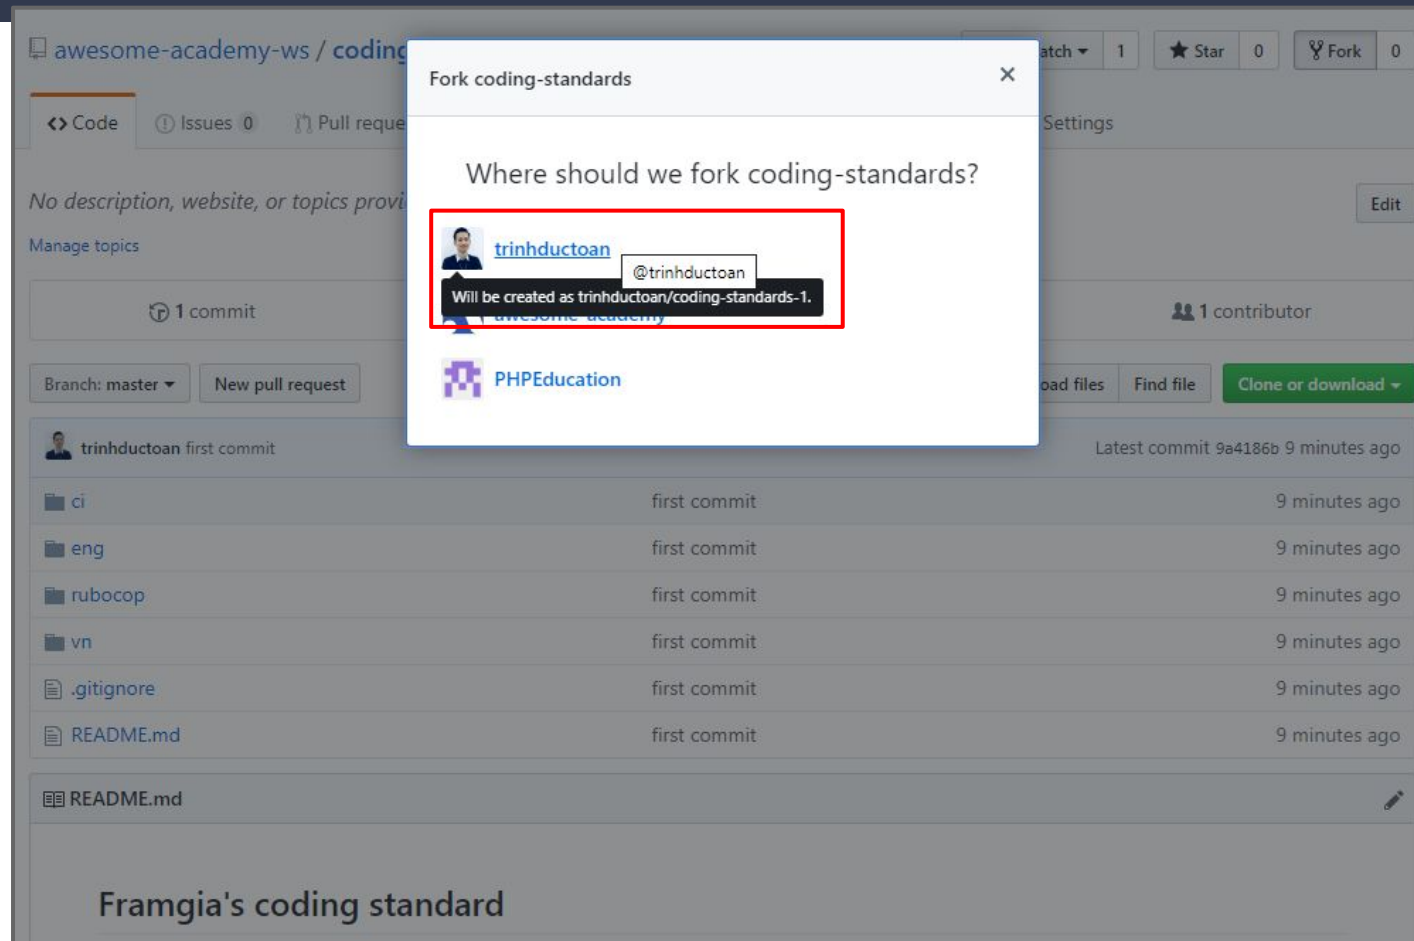 awesome-academy-ws / coding
atch 1 Star 0 Fork 0
Fork coding-standards
Code Issues 0 Pull reque
Settings
Where should we fork coding-standards?
No description, website, or topics provi
Edit
Manage topics
trinhductoan
@trinhductoan
Will be created as trinhductoan/coding-standards-1.
awesome-academy
1 commit
1 contributor
PHPEducation
Branch: master New pull request
oad files Find file Clone or download
trinhductoan first commit
Latest commit 9a4186b 9 minutes ago
ci first commit 9 minutes ago
eng first commit 9 minutes ago
rubocop first commit 9 minutes ago
vn first commit 9 minutes ago
.gitignore first commit 9 minutes ago
README.md first commit 9 minutes ago
README.md
Framgia's coding standard